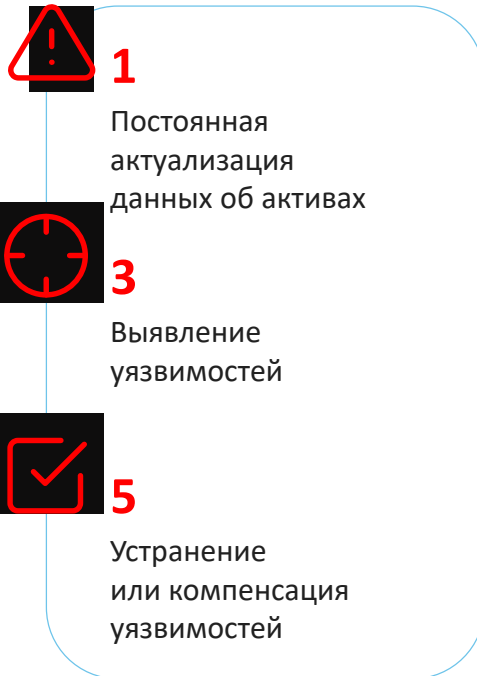 1
Постоянная
актуализация
данных об активах
3
Выявление
уязвимостей
5
Устранение
или компенсация
уязвимостей